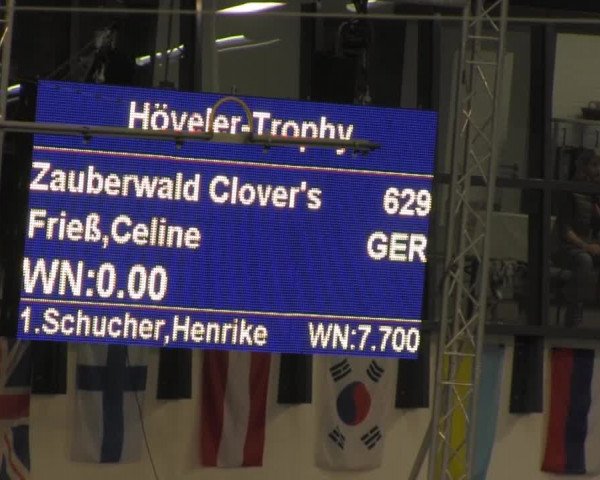 Höveler-Trophy
Zauberwald Clover's 629
Frieß,Celine GER
WN:0.00
1.Schucher,Henrike WN:7.700